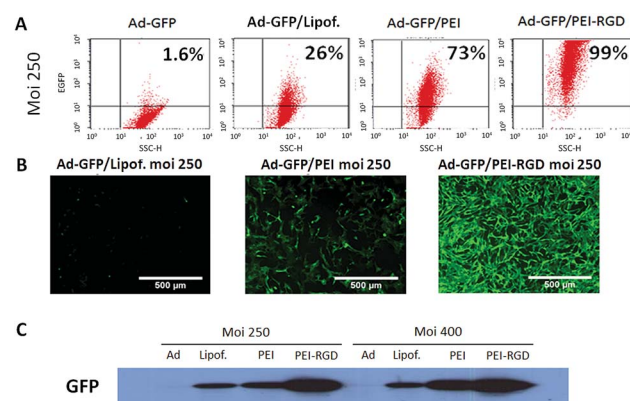 A
Ad-GFP
Ad-GFP/Lipof.
Ad-GFP/PEI
Ad-GFP/PEI-RGD
Moi 250
EGFP
1.6%
26%
73%
99%
SSC-H
SSC-H
SSC-H
SSC-H
B
Ad-GFP/Lipof. moi 250
Ad-GFP/PEI moi 250
Ad-GFP/PEI-RGD moi 250
500 µm
500 µm
500 µm
C
Moi 250
Moi 400
Ad Lipof. PEI PEI-RGD Ad Lipof. PEI PEI-RGD
GFP